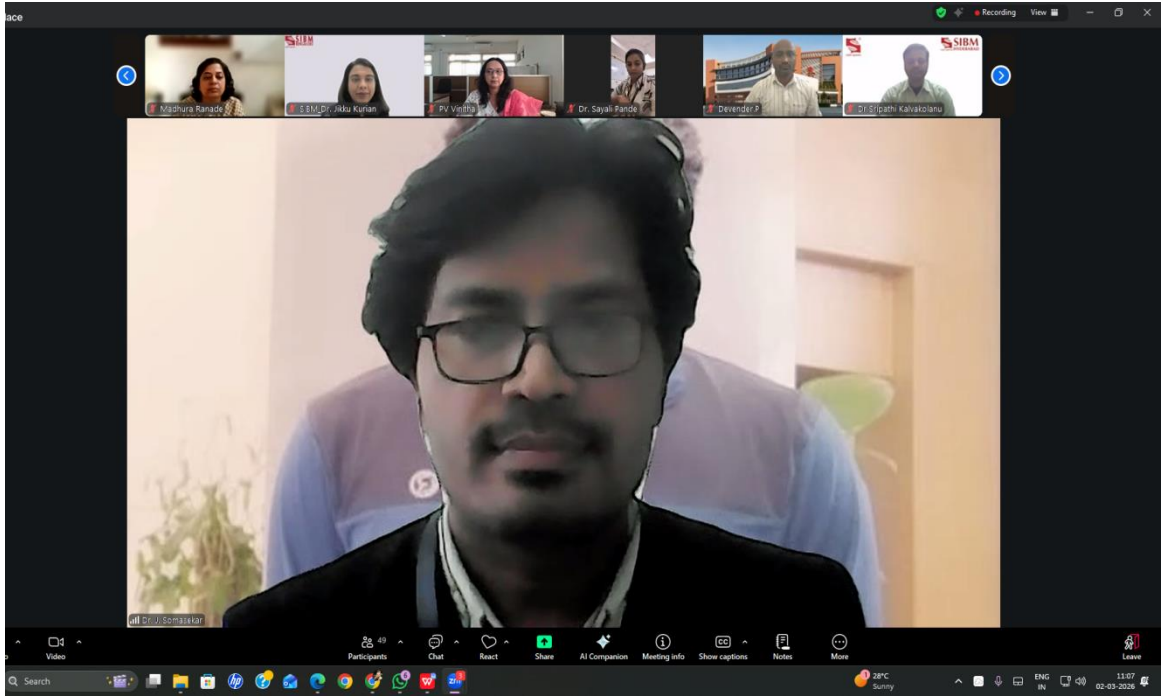 lace
Recording View
SIBM
SIBM
HYDERABAD
Madhura Ranade
SIBM_Dr. Jikku Kurian
PV Vinitha
Dr. Sayali Pande
Devender.P
Dr.Sripathi Kalvakolanu
Dr. J. Somasekar
Video
49
Participants
Chat
React
Share
AI Companion
Meeting info
CC
Show captions
Notes
More
Leave
Search
28°C
Sunny
ENG
IN
11:07
02-03-2026